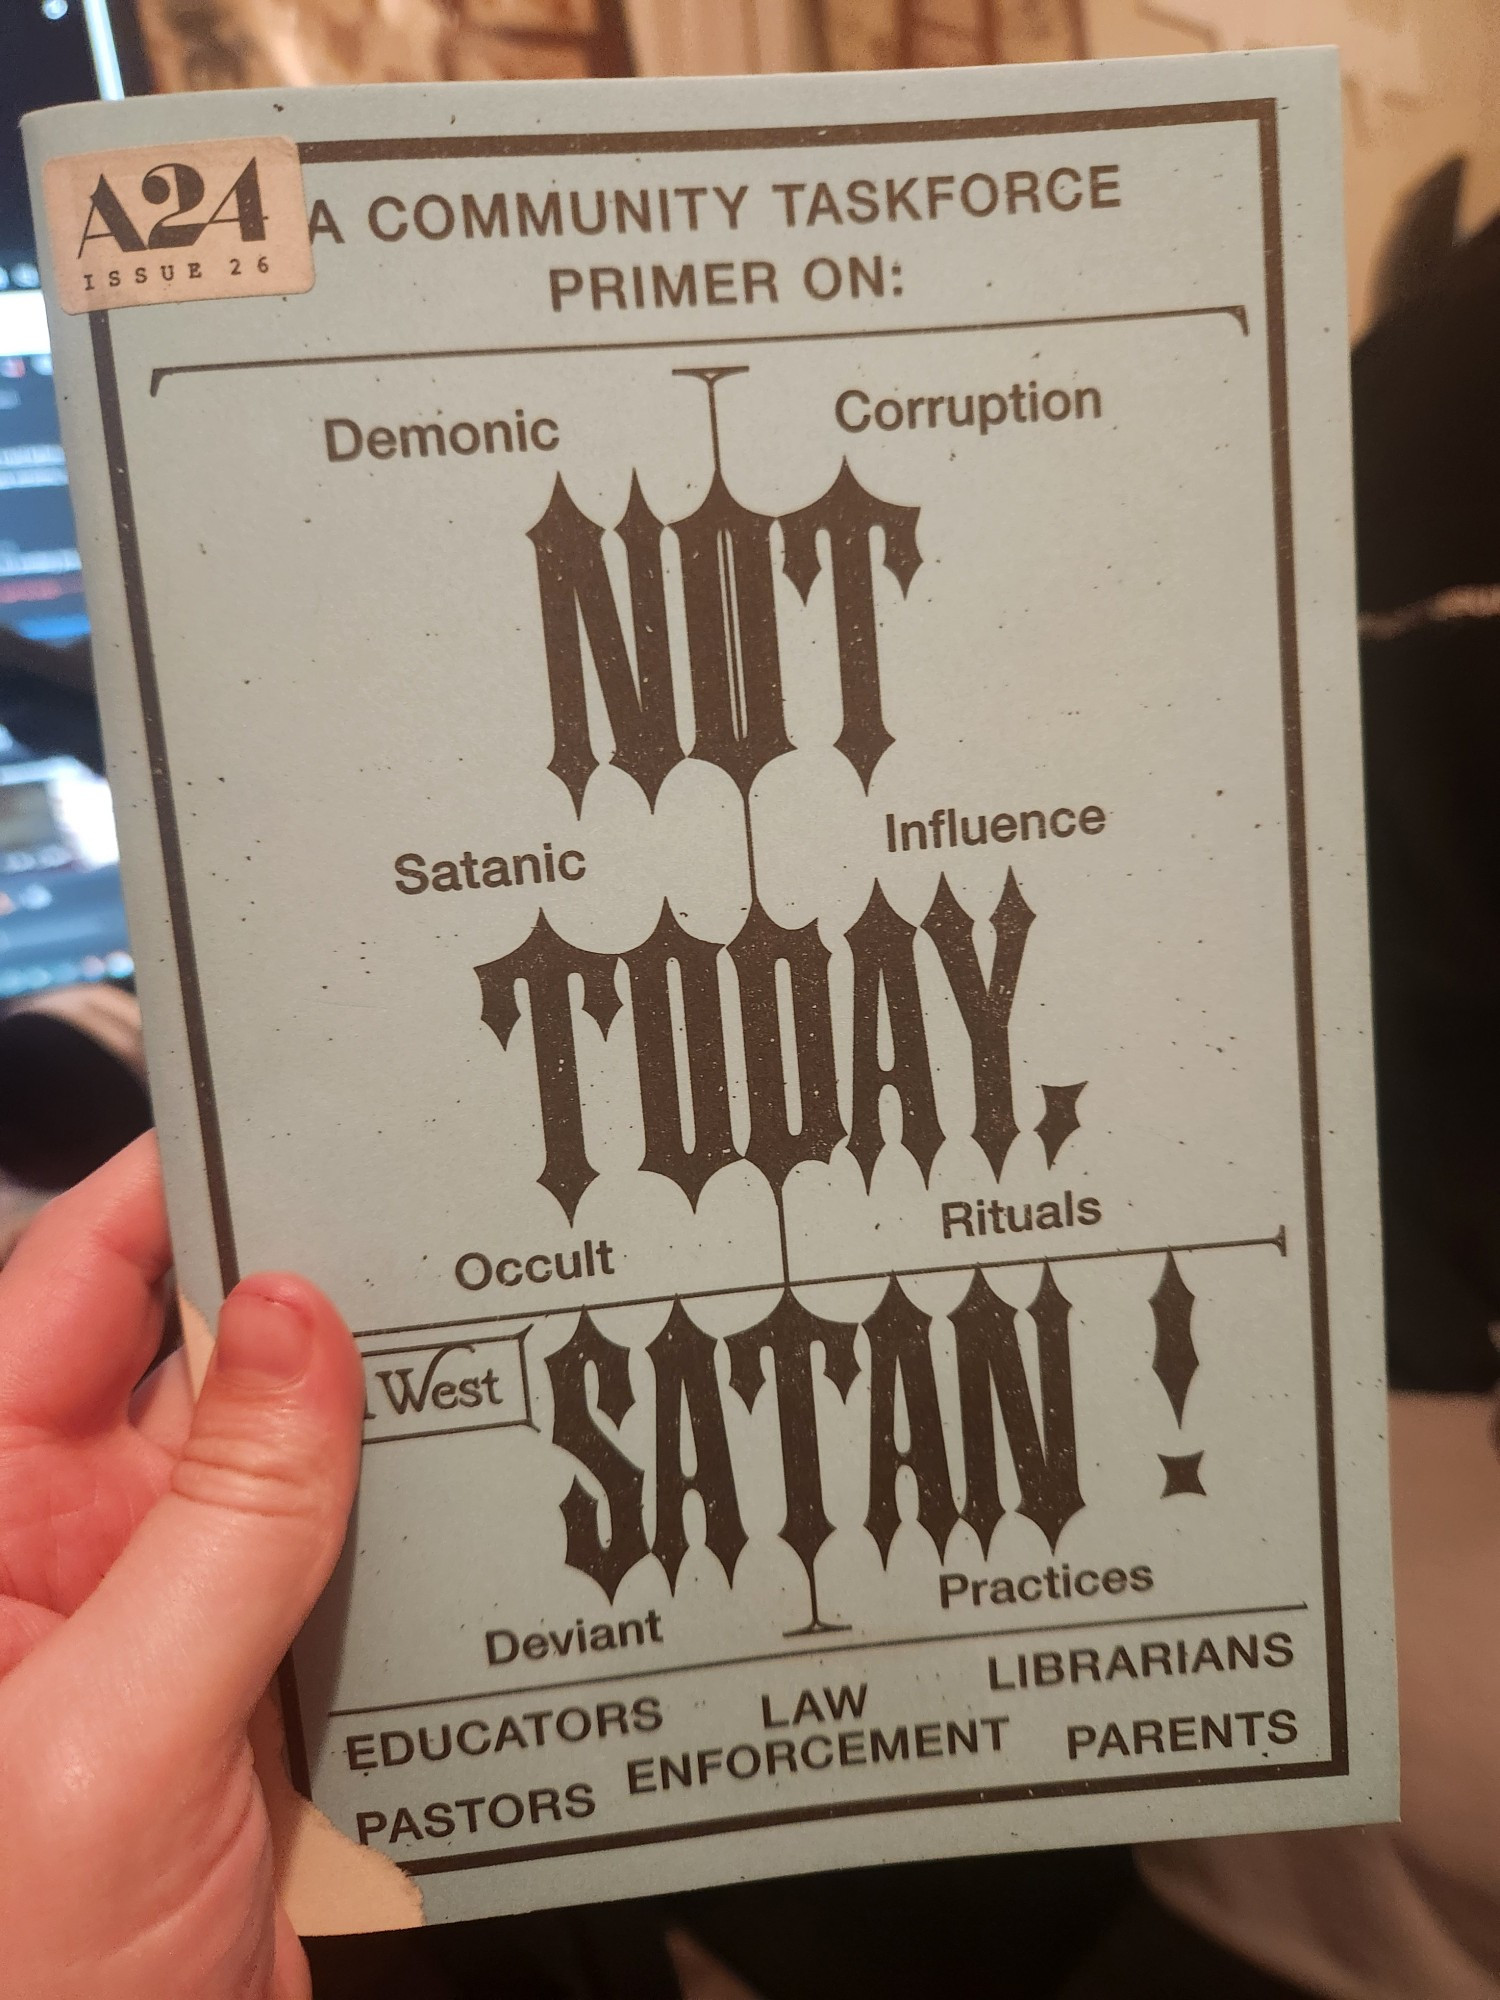 A24
ISSUE 26
A COMMUNITY TASKFORCE
PRIMER ON:
Demonic Corruption
NOT
Satanic Influence
TODAY,
Occult Rituals
West
SATAN!
Deviant Practices
EDUCATORS LAW ENFORCEMENT LIBRARIANS
PASTORS PARENTS